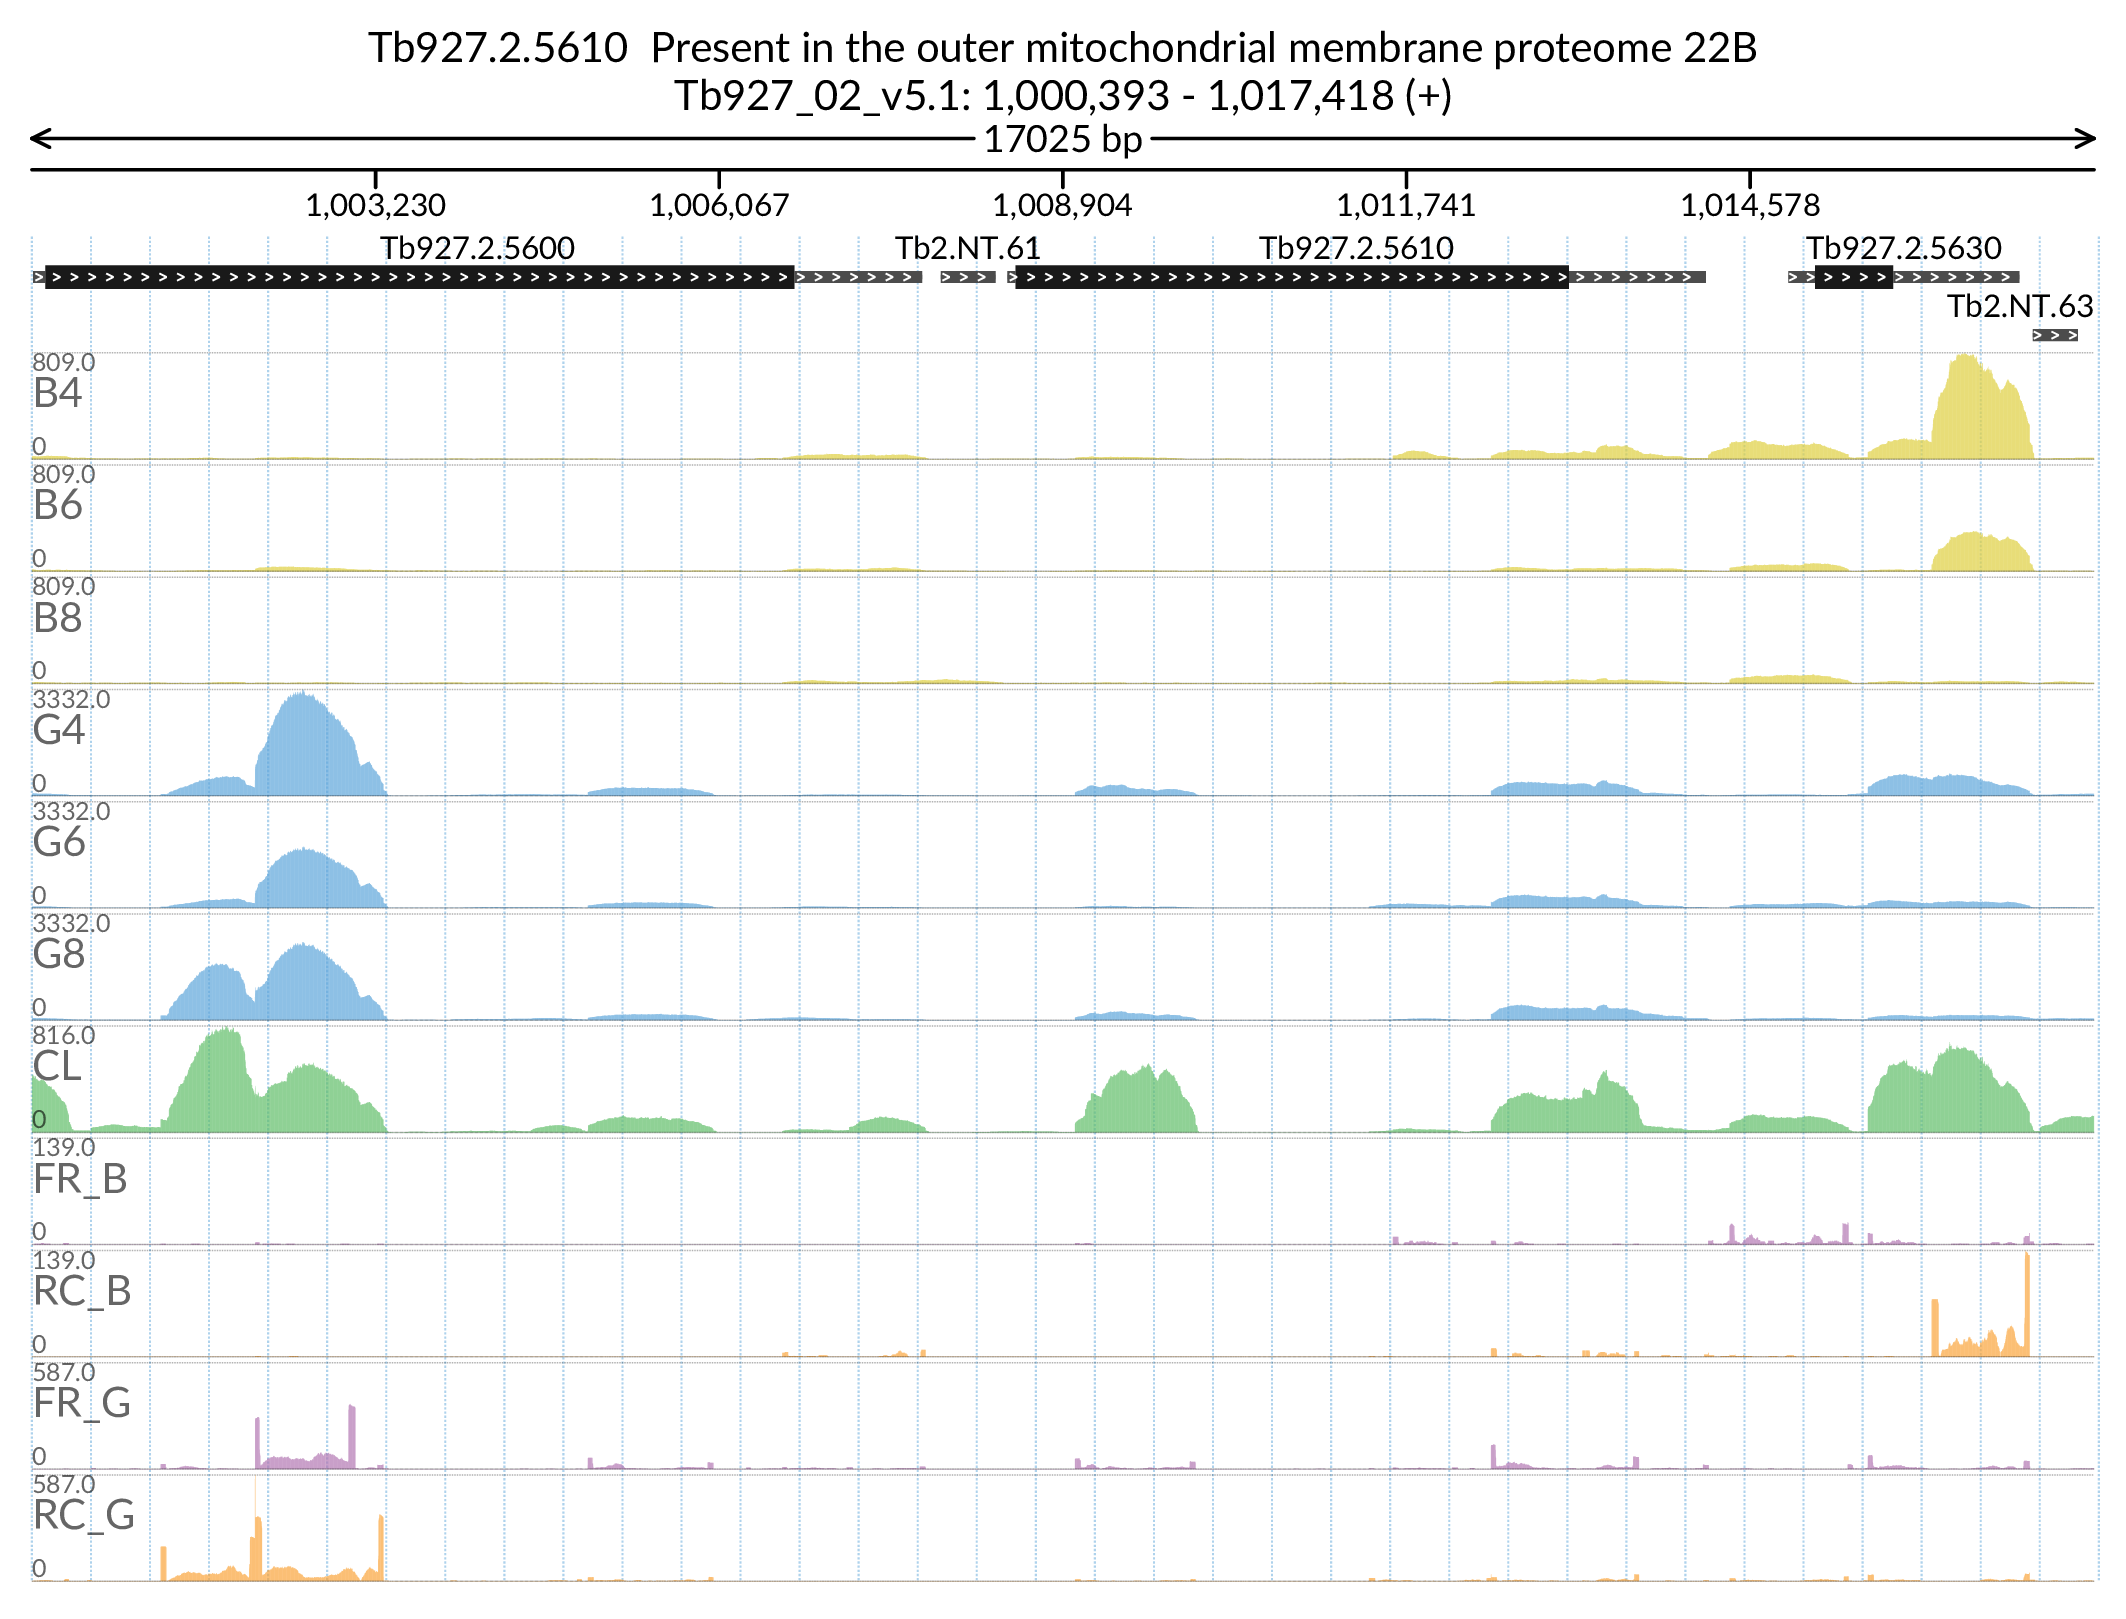 Tb927.2.5610 Present in the outer mitochondrial membrane proteome 22B
Tb927_02_v5.1: 1,000,393 - 1,017,418 (+)
17025 bp
1,003,230 1,006,067 1,008,904 1,011,741 1,014,578
Tb927.2.5600 Tb2.NT.61 Tb927.2.5610 Tb927.2.5630
Tb2.NT.63
809.0
B4
0
809.0
B6
0
809.0
B8
0
3332.0
G4
0
3332.0
G6
0
3332.0
G8
0
816.0
CL
0
139.0
FR_B
0
139.0
RC_B
0
587.0
FR_G
0
587.0
RC_G
0